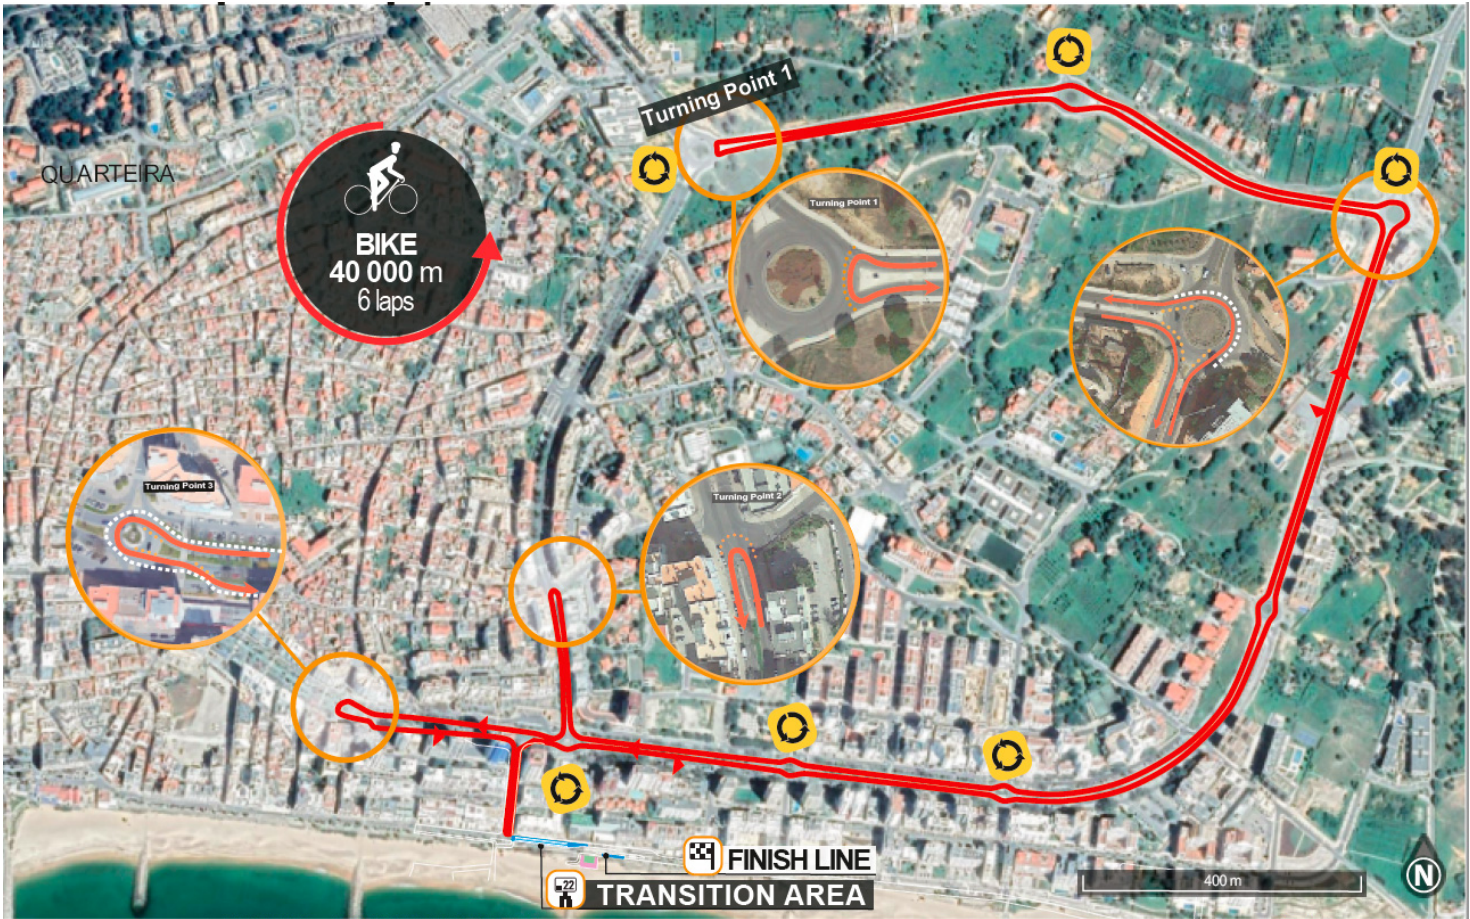 Turning Point 1
QUARTEIRA
BIKE
40 000 m
6 laps
Turning Point 1
Turning Point 3
Turning Point 2
FINISH LINE
22
TRANSITION AREA
400 m
N